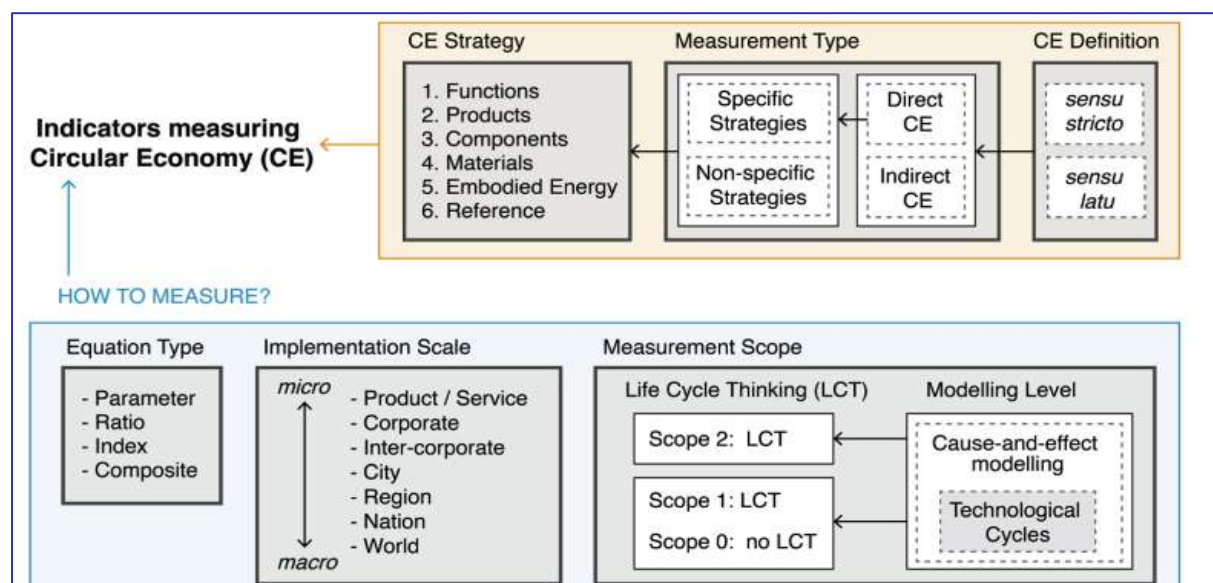 CE Strategy
Measurement Type
CE Definition
Indicators measuring
Circular Economy (CE)
1. Functions
2. Products
3. Components
4. Materials
5. Embodied Energy
6. Reference
Specific
Strategies
Non-specific
Strategies
Direct
CE
Indirect
CE
sensu
stricto
sensu
latu
HOW TO MEASURE?
Equation Type
- Parameter
- Ratio
- Index
- Composite
Implementation Scale
micro
macro
- Product / Service
- Corporate
- Inter-corporate
- City
- Region
- Nation
- World
Measurement Scope
Life Cycle Thinking (LCT)
Scope 2: LCT
Scope 1: LCT
Scope 0: no LCT
Modelling Level
Cause-and-effect
modelling
Technological
Cycles